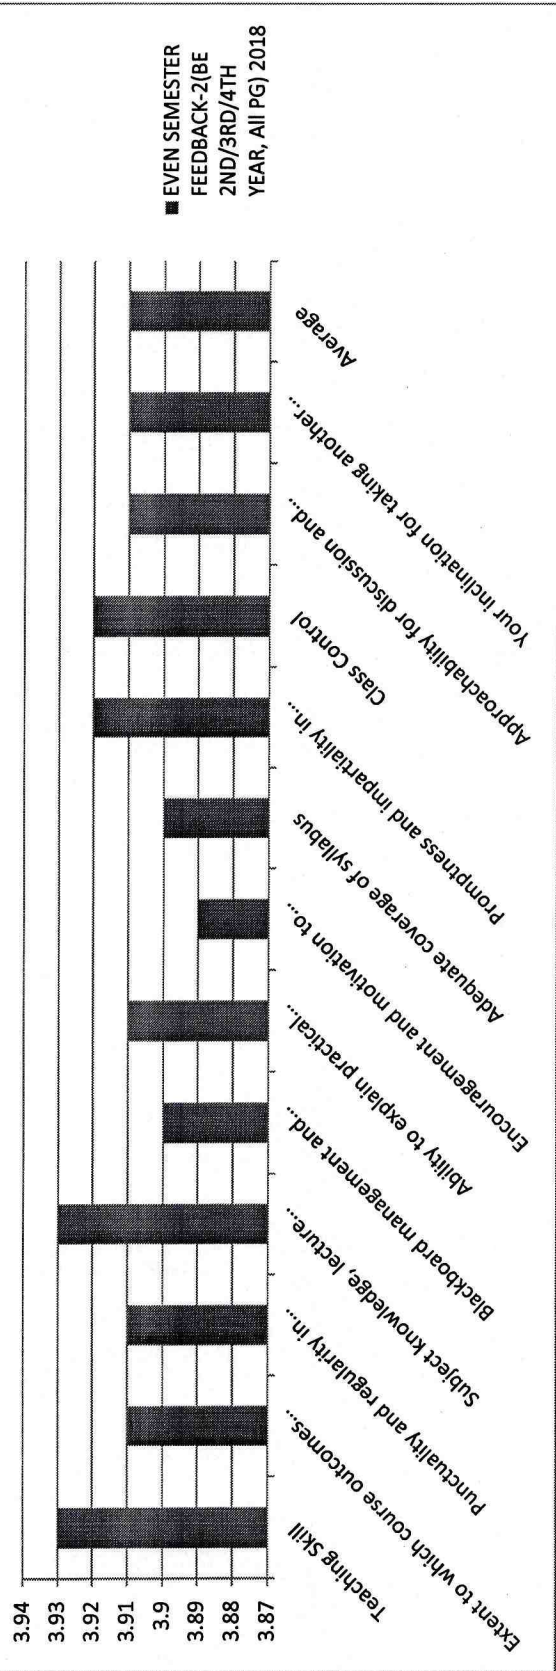 3.94
3.93
3.92
3.91
3.9
3.89
3.88
3.87
Teaching Skill
Extent to which course outcomes...
Punctuality and regularity in...
Subject knowledge, lecture...
Blackboard management and...
Ability to explain practical...
Encouragement and motivation to...
Adequate coverage of syllabus
Promptness and impartiality in...
Class Control
Approachability for discussion and...
Your inclination for taking another...
Average
EVEN SEMESTER
FEEDBACK-2(BE
2ND/3RD/4TH
YEAR, All PG) 2018